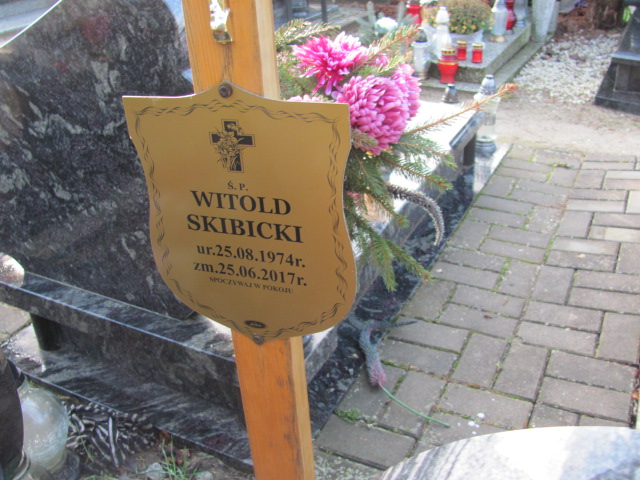 Ś. P.
WITOLD
SKIBICKI
ur.25.08.1974r.
zm.25.06.2017r.
SPOCZYWAJ W POKOJU